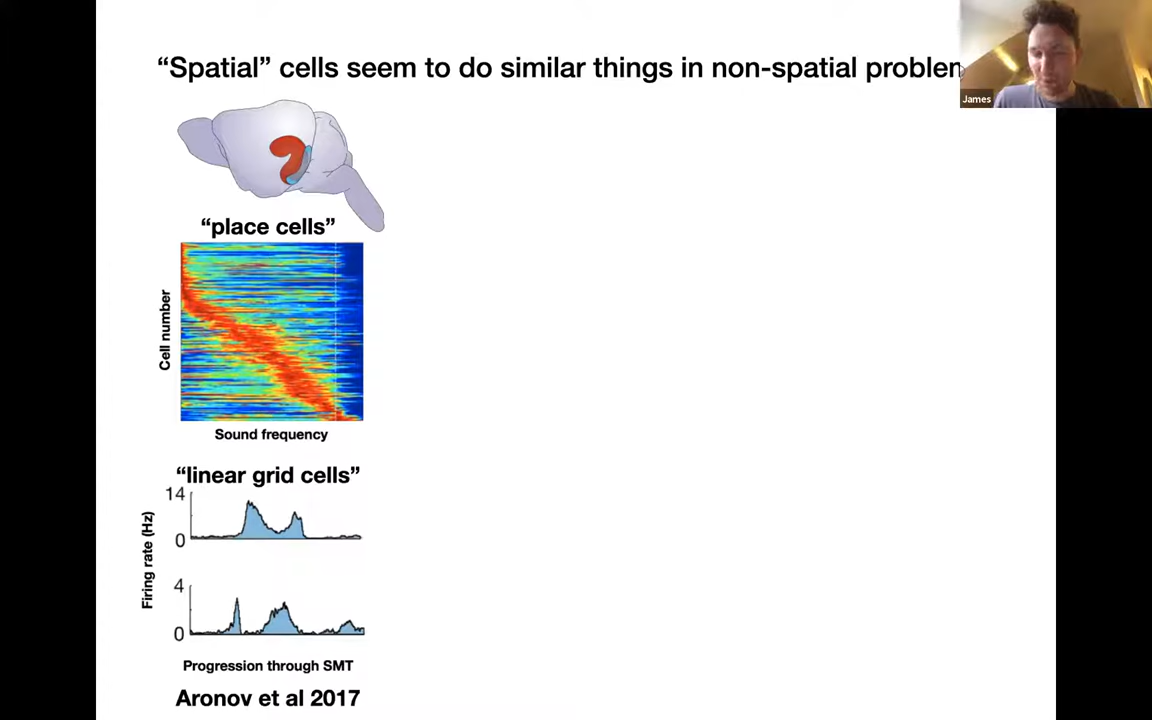 “Spatial” cells seem to do similar things in non-spatial
James
“place cells”
Cell number
Sound frequency
“linear grid cells”
14
0
Firing rate (Hz)
4
0
Progression through SMT
Aronov et al 2017